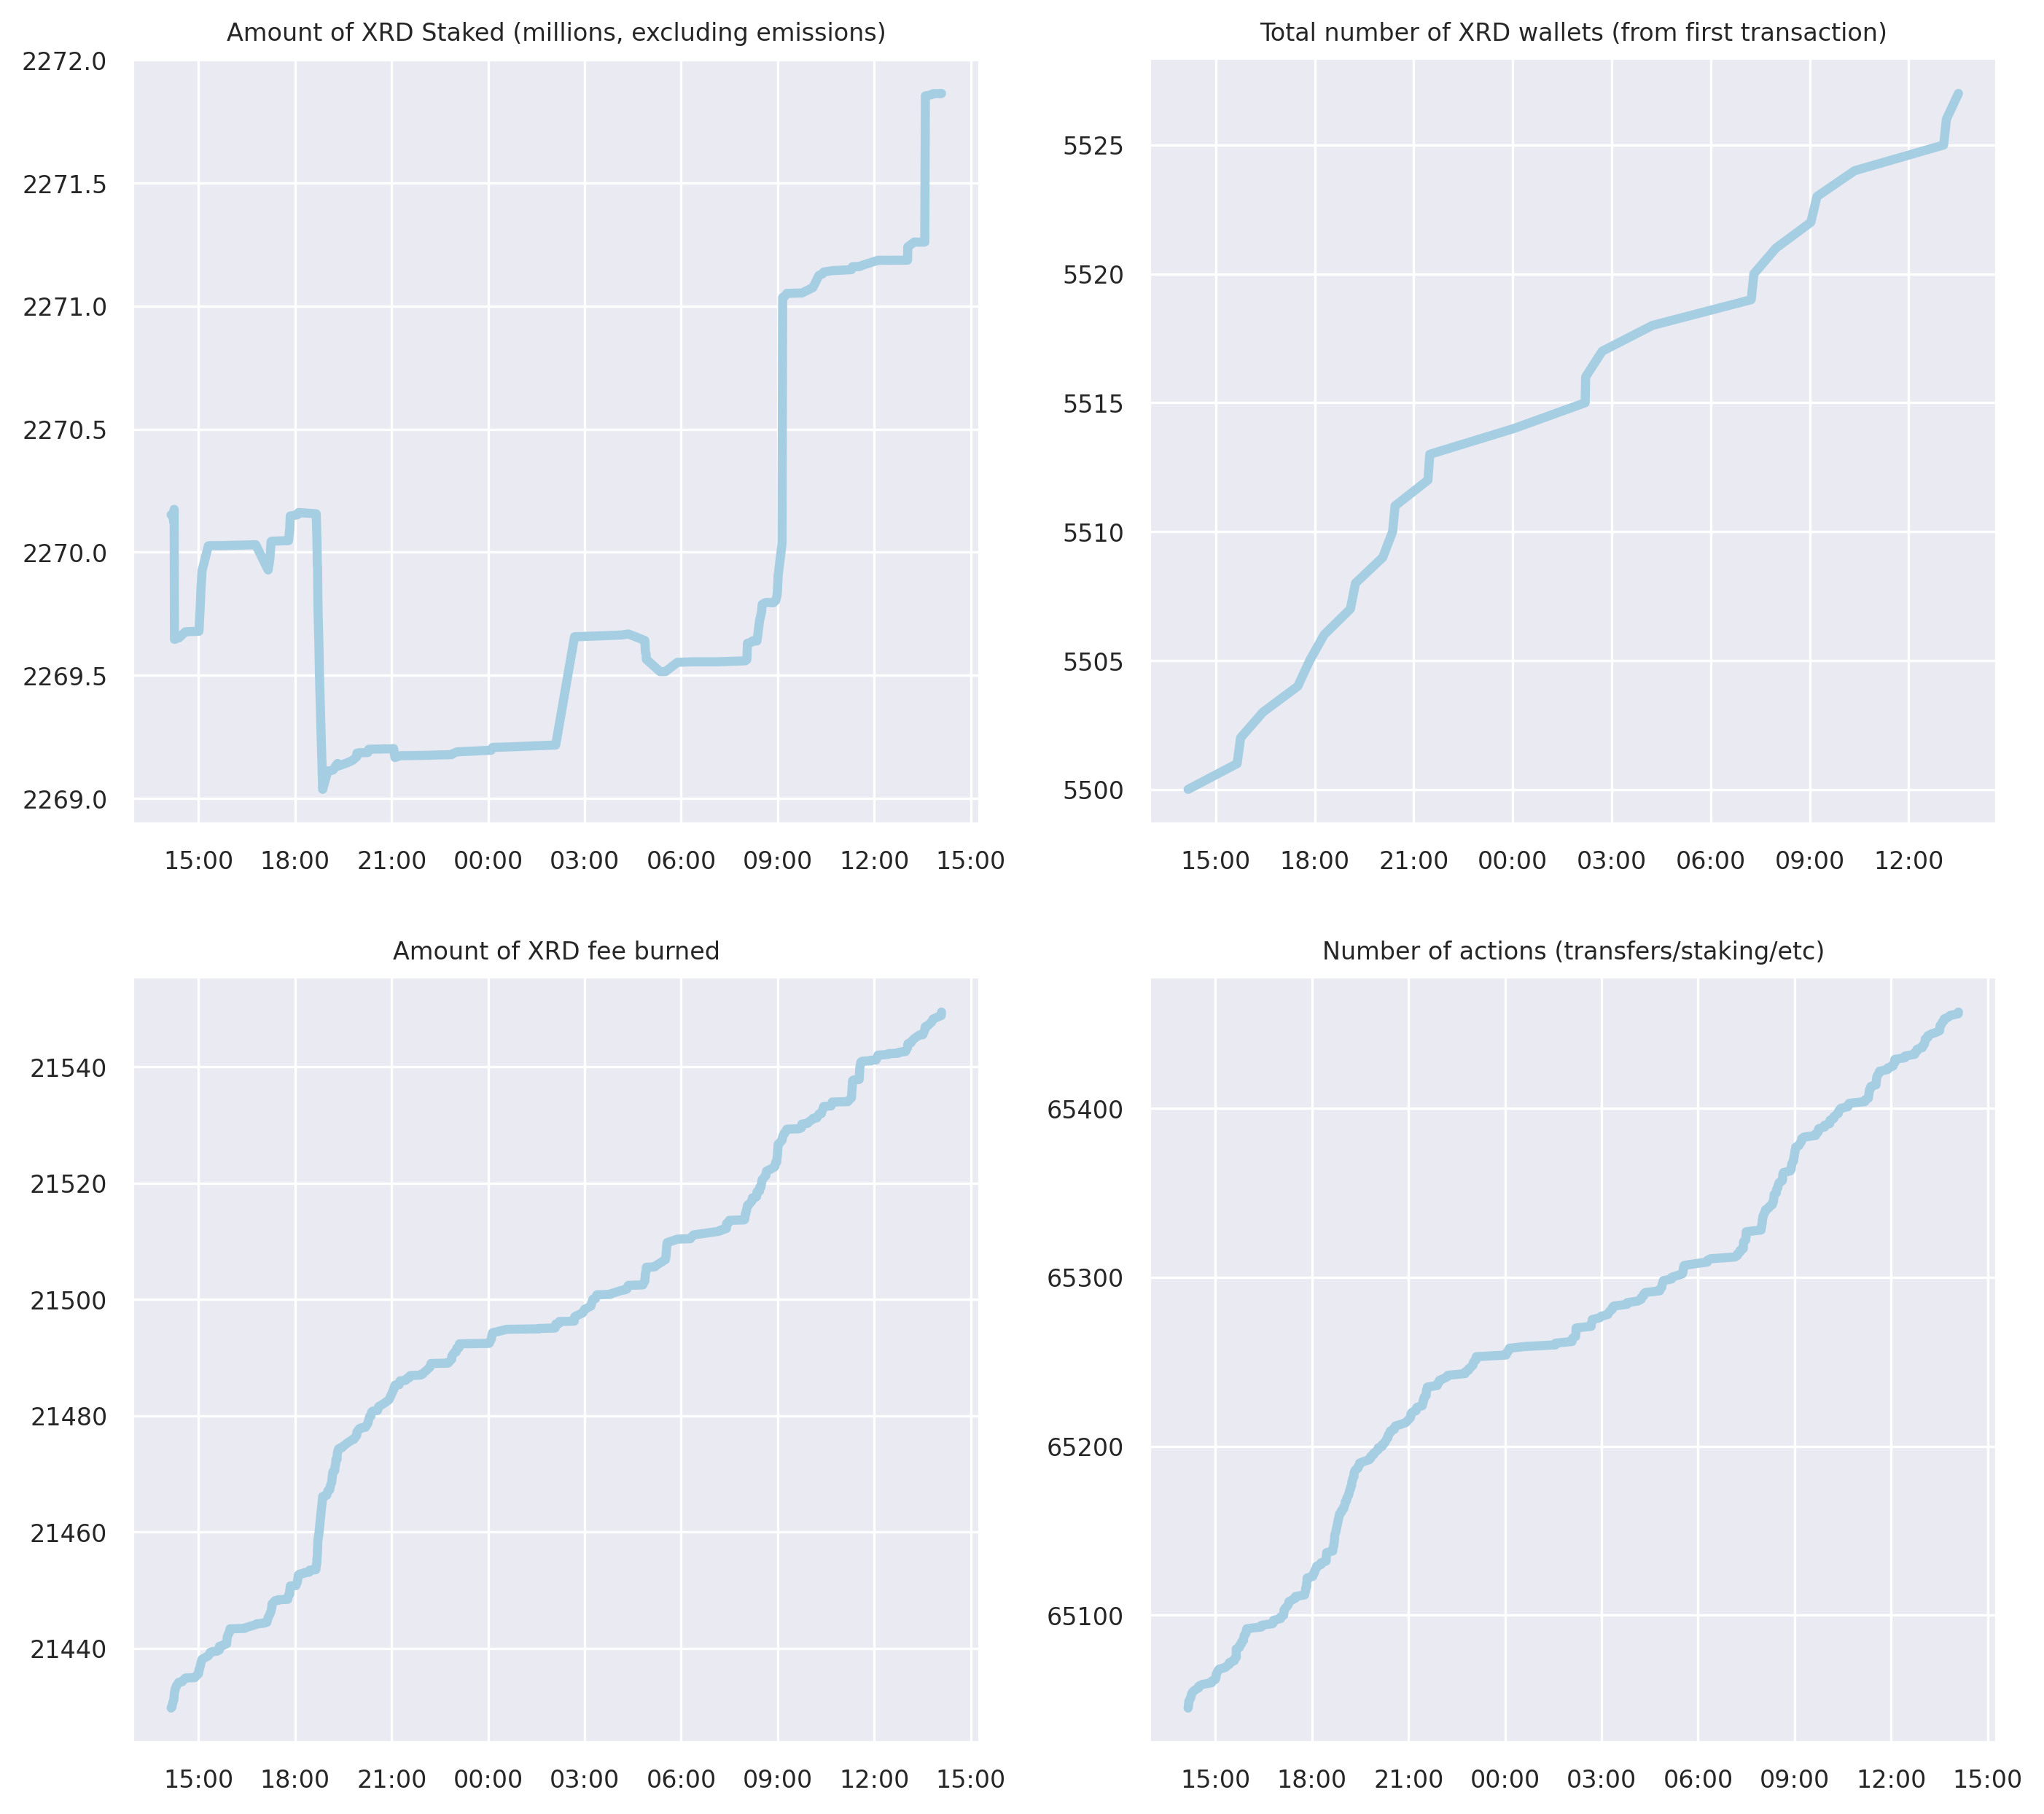 Amount of XRD Staked (millions, excluding emissions)
2272.0
2271.5
2271.0
2270.5
2270.0
2269.5
2269.0
15:00 18:00 21:00 00:00 03:00 06:00 09:00 12:00 15:00
Total number of XRD wallets (from first transaction)
5525
5520
5515
5510
5505
5500
15:00 18:00 21:00 00:00 03:00 06:00 09:00 12:00
Amount of XRD fee burned
21540
21520
21500
21480
21460
21440
15:00 18:00 21:00 00:00 03:00 06:00 09:00 12:00 15:00
Number of actions (transfers/staking/etc)
65400
65300
65200
65100
15:00 18:00 21:00 00:00 03:00 06:00 09:00 12:00 15:00